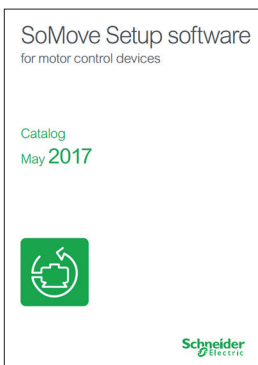 SoMove Setup software
for motor control devices
Catalog
May 2017
Schneider
Electric